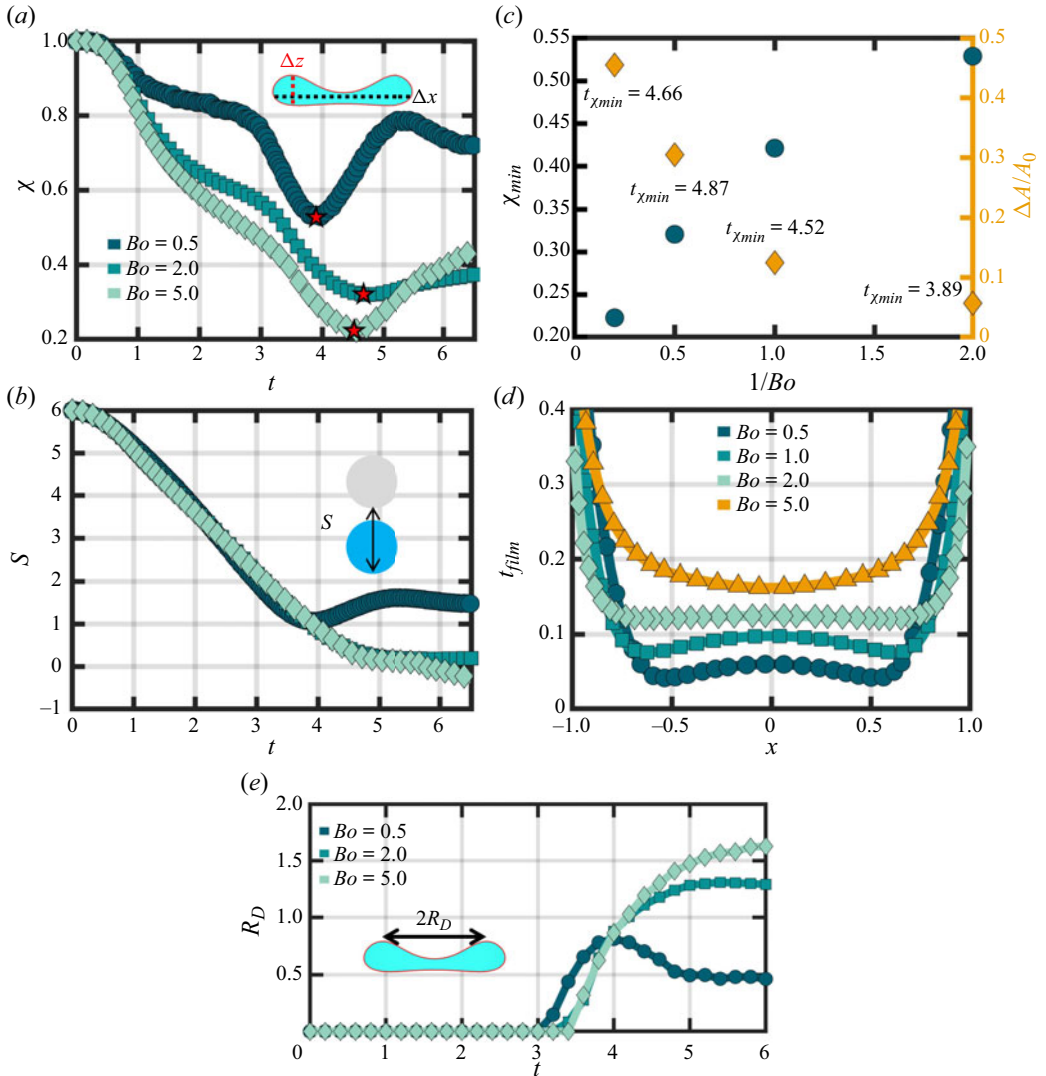 (a)
1.0
0.8
0.6
0.4
0.2
χ
Δz
Δx
Bo = 0.5
Bo = 2.0
Bo = 5.0
0 1 2 3 4 5 6
t
(c)
0.55
0.50
0.45
0.40
0.35
0.30
0.25
0.20
χmin
tχmin = 4.66
tχmin = 4.87
tχmin = 4.52
tχmin = 3.89
0.5
0.4
0.3
0.2
0.1
0
ΔA/A0
0 0.5 1.0 1.5 2.0
1/Bo
(b)
6
5
4
3
2
1
0
–1
S
S
0 1 2 3 4 5 6
t
(d)
0.4
0.3
0.2
0.1
0
tfilm
Bo = 0.5
Bo = 1.0
Bo = 2.0
Bo = 5.0
–1.0 –0.5 0 0.5 1.0
x
(e)
2.0
1.5
1.0
0.5
RD
Bo = 0.5
Bo = 2.0
Bo = 5.0
2RD
0 1 2 3 4 5 6
t